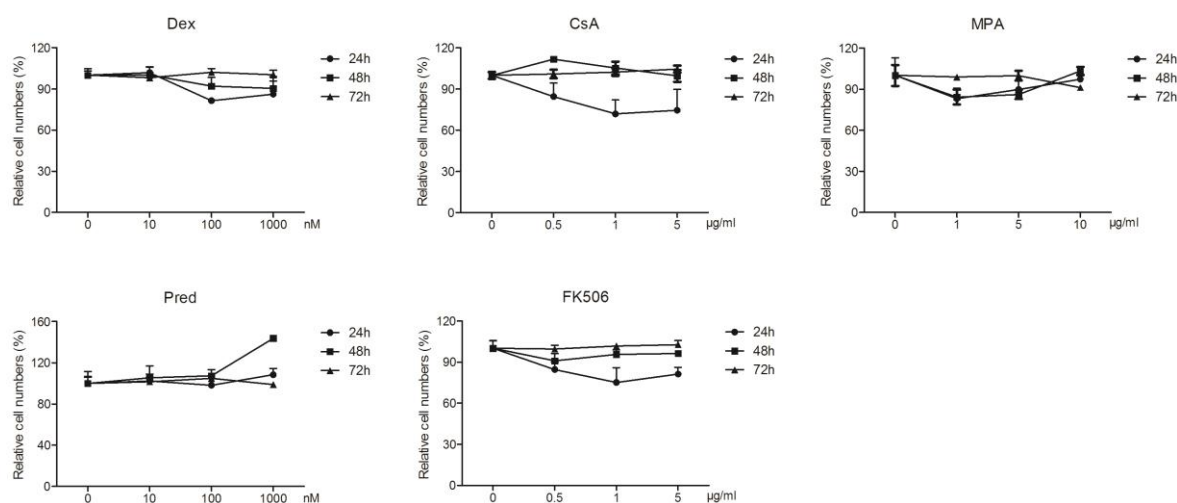 Dex
Relative cell numbers (%)
120
90
60
30
0
0 10 100 1000 nM
24h
48h
72h
CsA
Relative cell numbers (%)
120
90
60
30
0
0 0.5 1 5 µg/ml
24h
48h
72h
MPA
Relative cell numbers (%)
120
90
60
30
0
0 1 5 10 µg/ml
24h
48h
72h
Pred
Relative cell numbers (%)
160
120
80
40
0
0 10 100 1000 nM
24h
48h
72h
FK506
Relative cell numbers (%)
120
90
60
30
0
0 0.5 1 5 µg/ml
24h
48h
72h